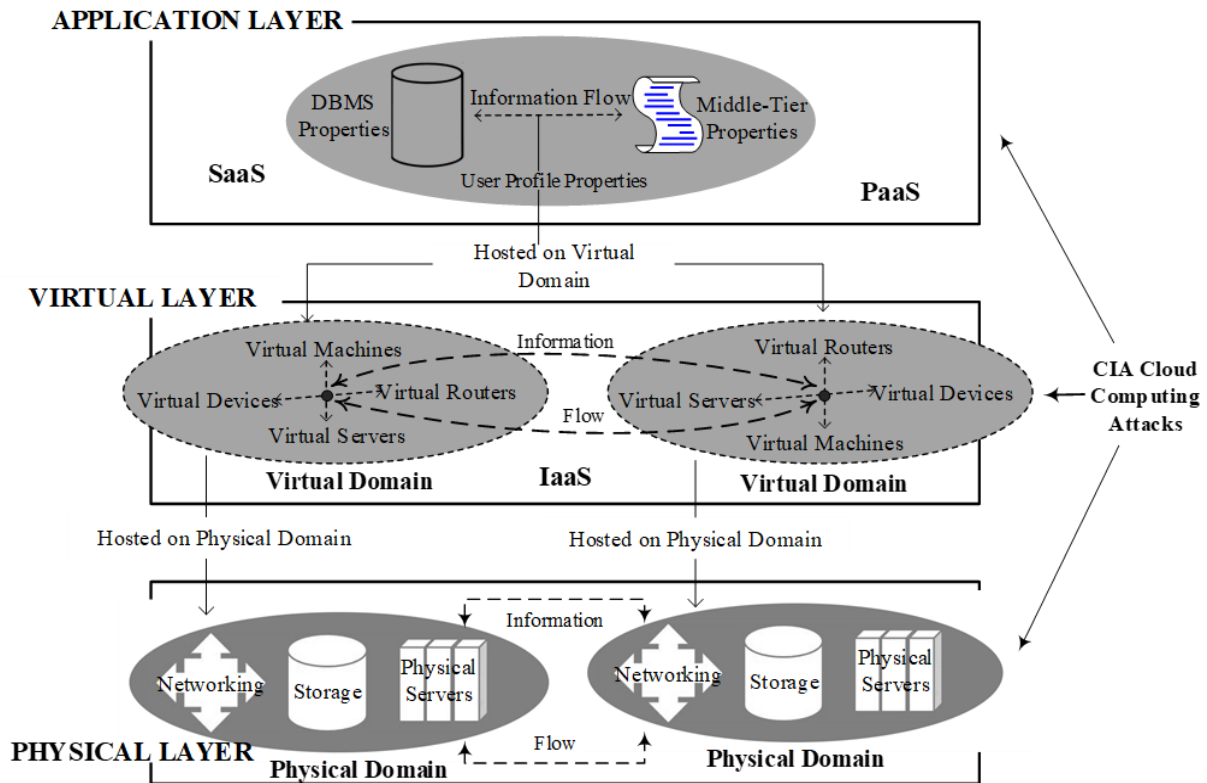 APPLICATION LAYER
DBMS
Properties
Information Flow
Middle-Tier
Properties
SaaS
User Profile Properties
PaaS
Hosted on Virtual
Domain
VIRTUAL LAYER
Virtual Machines
Virtual Devices
Virtual Routers
Virtual Servers
Information
Flow
Virtual Routers
Virtual Servers
Virtual Devices
Virtual Machines
Virtual Domain
IaaS
Virtual Domain
CIA Cloud
Computing
Attacks
Hosted on Physical Domain
Hosted on Physical Domain
Networking
Storage
Physical
Servers
Information
Flow
Networking
Storage
Physical
Servers
PHYSICAL LAYER
Physical Domain
Physical Domain